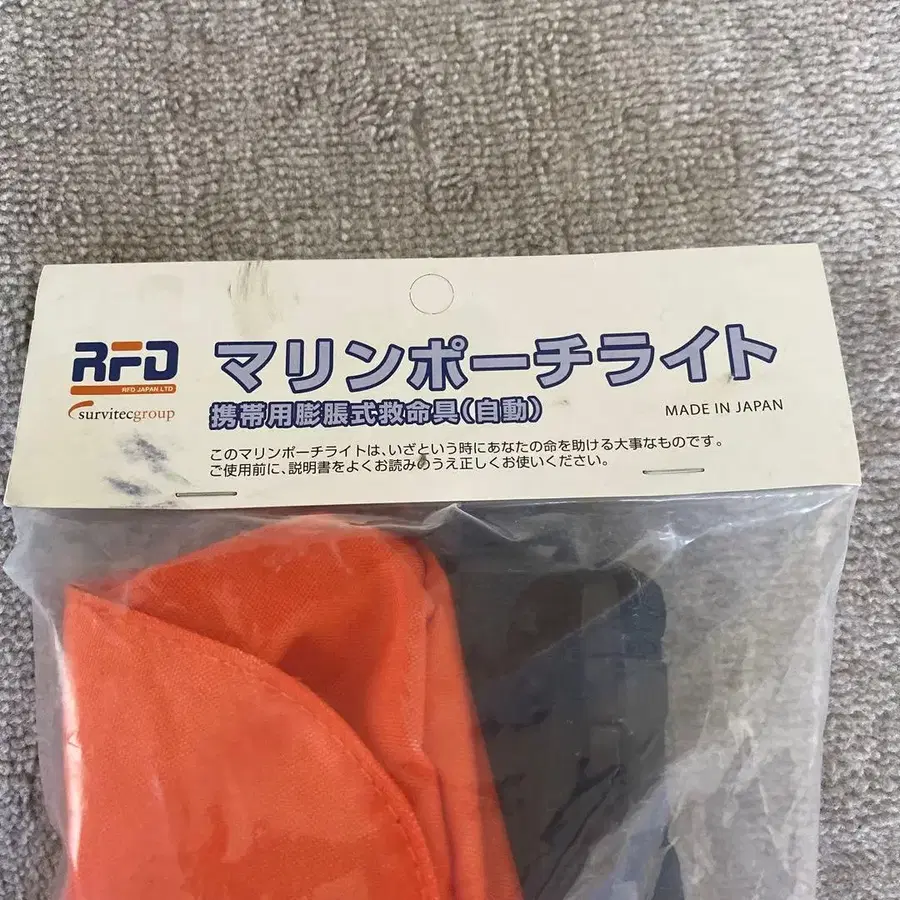 RFD
RFD JAPAN LTD
survitecgroup
マリンポーチライト
携帯用膨脹式救命具(自動)
MADE IN JAPAN
このマリンポーチライトは、いざという時にあなたの命を助ける大事なものです。
ご使用前に、説明書をよくお読みのうえ正しくお使いください。